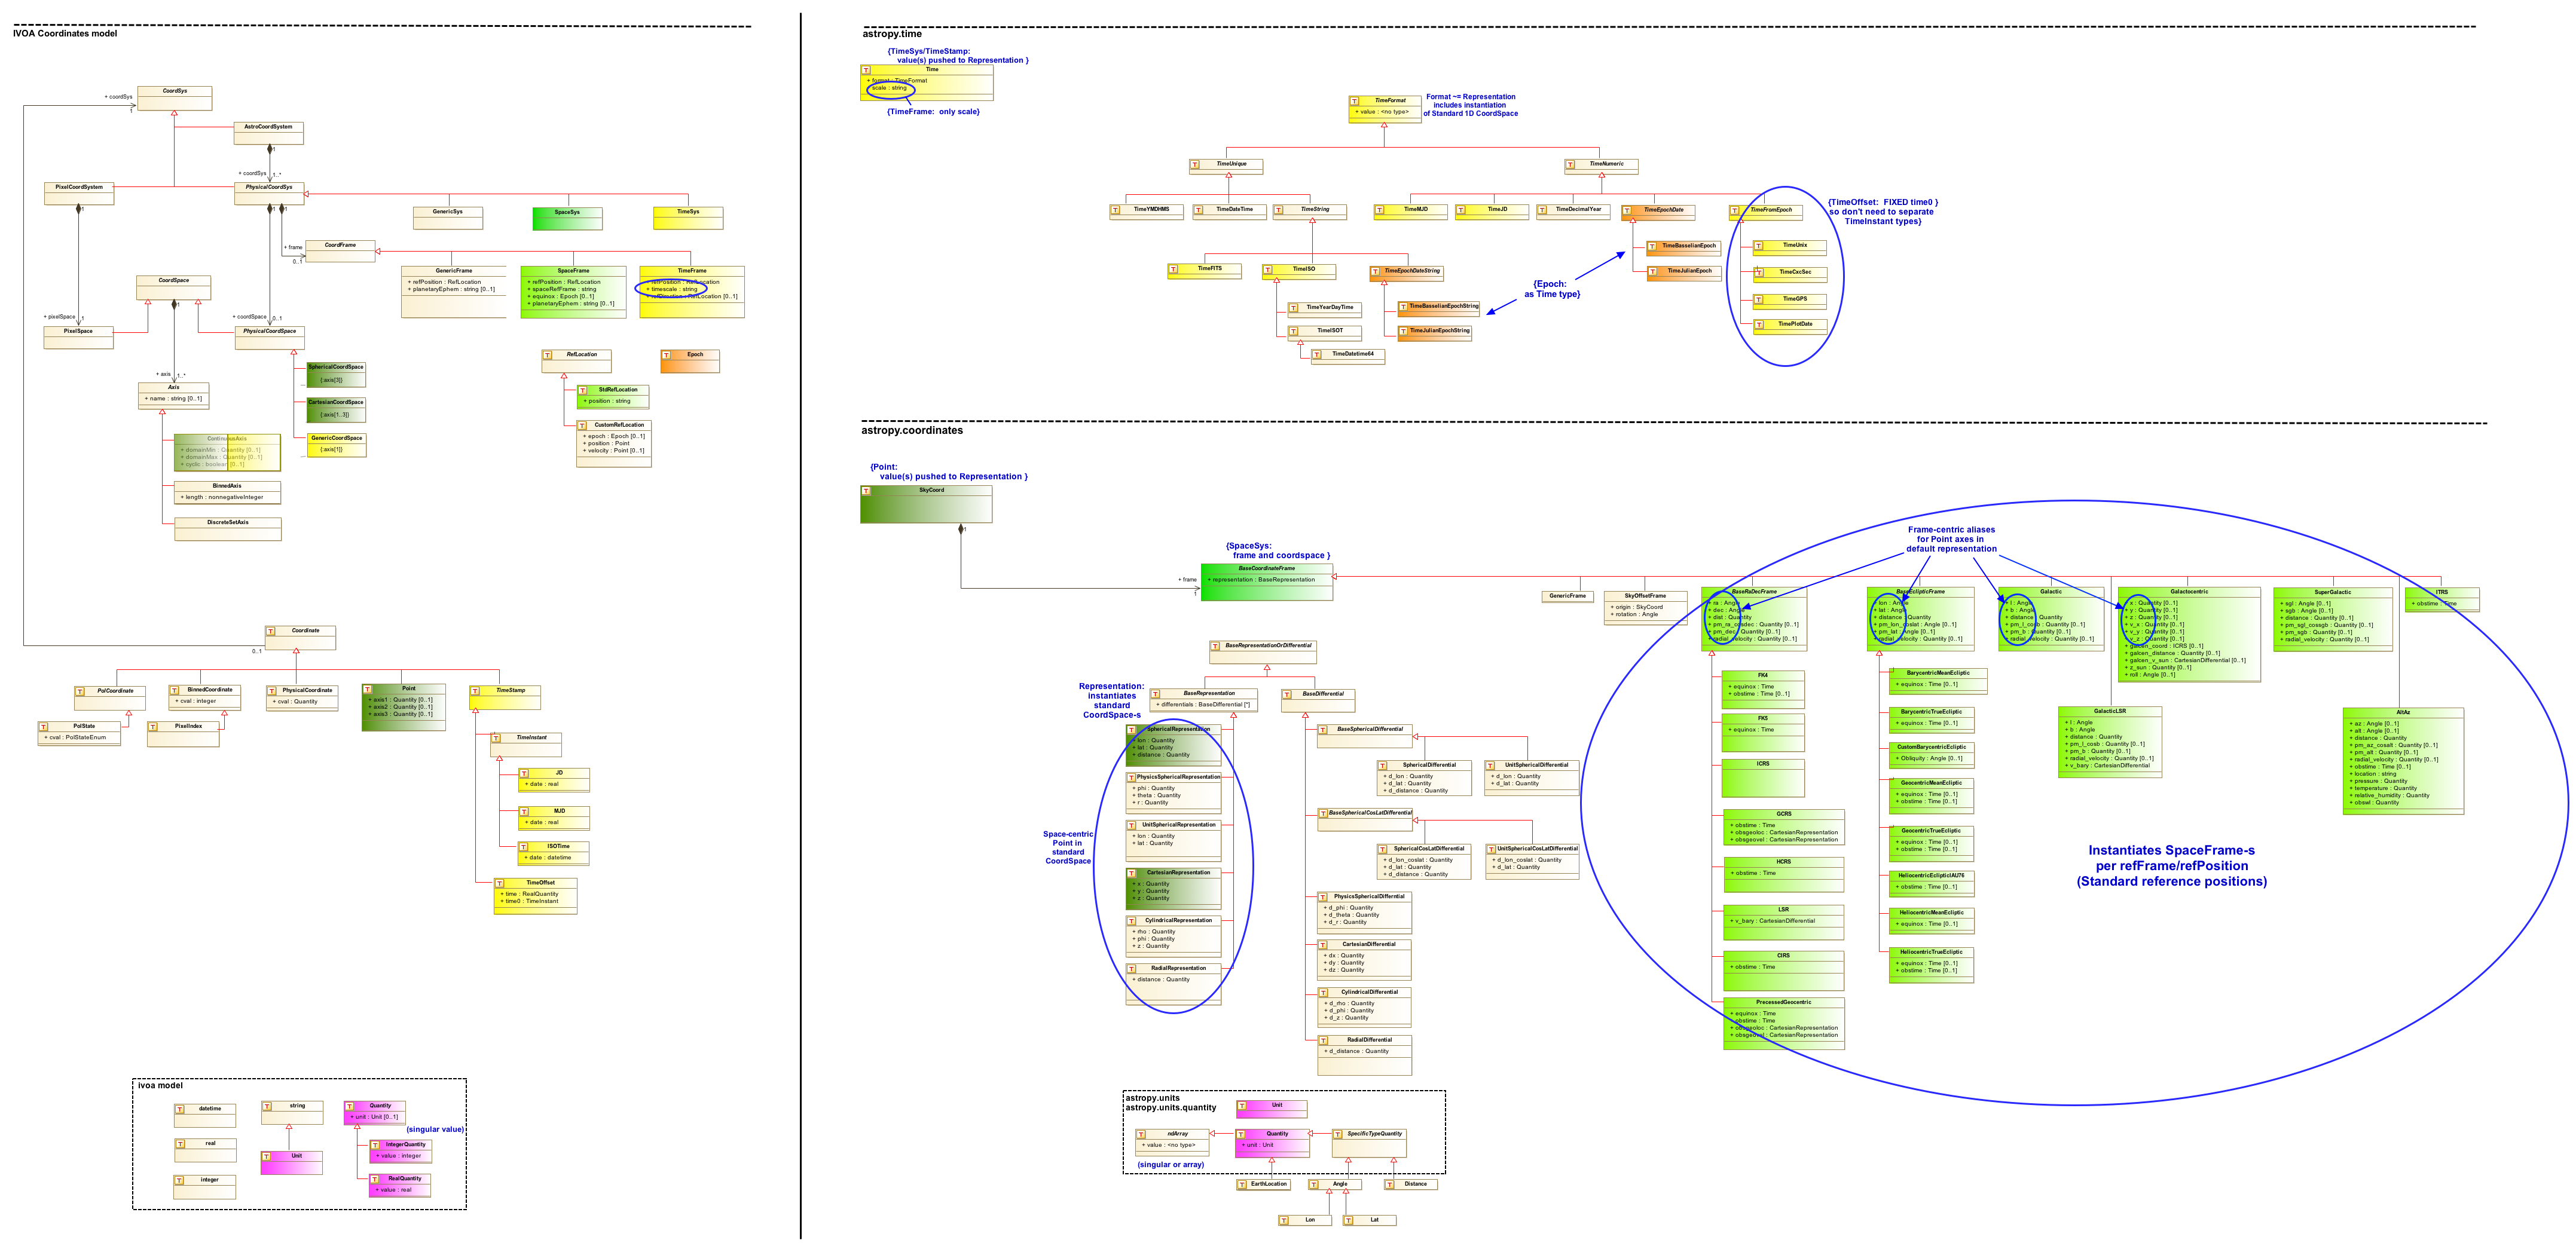 IVOA Coordinates model
CoordSys
+ coordSys
1
AstroCoordSystem
1
+ coordSys
1..*
PixelCoordSystem
1
PhysicalCoordSys
1
1
GenericSys
SpaceSys
TimeSys
+ frame
0..1
CoordFrame
GenericFrame
+ refPosition : RefLocation
+ planetaryEphem : string [0..1]
SpaceFrame
+ refPosition : RefLocation
+ spaceRefFrame : string
+ equinox : Epoch [0..1]
+ planetaryEphem : string [0..1]
TimeFrame
+ refPosition : RefLocation
+ timescale : string
+ refDirection : RefLocation [0..1]
CoordSpace
1
+ pixelSpace
1
PixelSpace
+ coordSpace
0..1
PhysicalCoordSpace
SphericalCoordSpace
{:axis[3]}
...
CartesianCoordSpace
{:axis[1..3]}
GenericCoordSpace
{:axis[1]}
...
RefLocation
Epoch
StdRefLocation
+ position : string
CustomRefLocation
+ epoch : Epoch [0..1]
+ position : Point
+ velocity : Point [0..1]
+ axis
1..*
Axis
+ name : string [0..1]
ContinuousAxis
+ domainMin : Quantity [0..1]
+ domainMax : Quantity [0..1]
+ cyclic : boolean [0..1]
BinnedAxis
+ length : nonnegativeInteger
DiscreteSetAxis
Coordinate
0..1
PolCoordinate
BinnedCoordinate
+ cval : integer
PhysicalCoordinate
+ cval : Quantity
Point
+ axis1 : Quantity [0..1]
+ axis2 : Quantity [0..1]
+ axis3 : Quantity [0..1]
TimeStamp
PolState
+ cval : PolStateEnum
PixelIndex
TimeInstant
JD
+ date : real
MJD
+ date : real
ISOTime
+ date : datetime
TimeOffset
+ time : RealQuantity
+ time0 : TimeInstant
ivoa model
datetime
string
Quantity
+ unit : Unit [0..1]
(singular value)
real
Unit
IntegerQuantity
+ value : integer
integer
RealQuantity
+ value : real
astropy.time
{TimeSys/TimeStamp:
value(s) pushed to Representation }
Time
+ format : TimeFormat
scale : string
{TimeFrame: only scale}
TimeFormat
+ value : <no type>
Format ~= Representation
includes instantiation
of Standard 1D CoordSpace
TimeUnique
TimeNumeric
TimeYMDHMS
TimeDateTime
TimeString
TimeMJD
TimeJD
TimeDecimalYear
TimeEpochDate
TimeFromEpoch
{TimeOffset: FIXED time0 }
so don't need to separate
TimeInstant types}
TimeBasselianEpoch
TimeJulianEpoch
TimeUnix
TimeCxcSec
TimeGPS
TimePlotDate
TimeFITS
TimeISO
TimeEpochDateString
{Epoch:
as Time type}
TimeYearDayTime
TimeISOT
TimeDatetime64
TimeBasselianEpochString
TimeJulianEpochString
astropy.coordinates
{Point:
value(s) pushed to Representation }
SkyCoord
1
{SpaceSys:
frame and coordspace }
+ frame
1
BaseCoordinateFrame
+ representation : BaseRepresentation
Frame-centric aliases
for Point axes in
default representation
GenericFrame
SkyOffsetFrame
+ origin : SkyCoord
+ rotation : Angle
BaseRaDecFrame
+ ra : Angle
+ dec : Angle
+ dist : Quantity
+ pm_ra_cosdec : Quantity [0..1]
+ pm_dec : Quantity [0..1]
+ radial_velocity : Quantity [0..1]
BaseEclipticFrame
+ lon : Angle
+ lat : Angle
+ distance : Quantity
+ pm_lon_coslat : Angle [0..1]
+ pm_lat : Angle [0..1]
+ radial_velocity : Quantity [0..1]
Galactic
+ l : Angle
+ b : Angle
+ distance : Quantity
+ pm_l_cosb : Quantity [0..1]
+ pm_b : Quantity [0..1]
+ radial_velocity : Quantity [0..1]
Galactocentric
+ x : Quantity [0..1]
+ y : Quantity [0..1]
+ z : Quantity [0..1]
+ v_x : Quantity [0..1]
+ v_y : Quantity [0..1]
+ v_z : Quantity [0..1]
+ galcen_coord : ICRS [0..1]
+ galcen_distance : Quantity [0..1]
+ galcen_v_sun : CartesianDifferential [0..1]
+ z_sun : Quantity [0..1]
+ roll : Angle [0..1]
SuperGalactic
+ sgl : Angle [0..1]
+ sgb : Angle [0..1]
+ distance : Quantity [0..1]
+ pm_sgl_cossgb : Quantity [0..1]
+ pm_sgb : Quantity [0..1]
+ radial_velocity : Quantity [0..1]
ITRS
+ obstime : Time
FK4
+ equinox : Time
+ obstime : Time [0..1]
FK5
+ equinox : Time
ICRS
GCRS
+ obstime : Time
+ obsgeoloc : CartesianRepresentation
+ obsgeovel : CartesianRepresentation
HCRS
+ obstime : Time
LSR
+ v_bary : CartesianDifferential
CIRS
+ obstime : Time
PrecessedGeocentric
+ equinox : Time
+ obstime : Time
+ obsgeoloc : CartesianRepresentation
+ obsgeovel : CartesianRepresentation
BarycentricMeanEcliptic
+ equinox : Time [0..1]
BarycentricTrueEcliptic
+ equinox : Time [0..1]
CustomBarycentricEcliptic
+ Obliquity : Angle [0..1]
GeocentricMeanEcliptic
+ equinox : Time [0..1]
+ obstime : Time [0..1]
GeocentricTrueEcliptic
+ equinox : Time [0..1]
+ obstime : Time [0..1]
HeliocentricEclipticIAU76
+ obstime : Time [0..1]
HeliocentricMeanEcliptic
+ equinox : Time [0..1]
HeliocentricTrueEcliptic
+ equinox : Time [0..1]
+ obstime : Time [0..1]
GalacticLSR
+ l : Angle
+ b : Angle
+ distance : Quantity
+ pm_l_cosb : Quantity [0..1]
+ pm_b : Quantity [0..1]
+ radial_velocity : Quantity [0..1]
+ v_bary : CartesianDifferential
AltAz
+ az : Angle [0..1]
+ alt : Angle [0..1]
+ distance : Quantity
+ pm_az_cosalt : Quantity [0..1]
+ pm_alt : Quantity [0..1]
+ radial_velocity : Quantity [0..1]
+ obstime : Time [0..1]
+ location : string
+ pressure : Quantity
+ temperature : Quantity
+ relative_humidity : Quantity
+ obswl : Quantity
Instantiates SpaceFrame-s
per refFrame/refPosition
(Standard reference positions)
BaseRepresentationOrDifferential
Representation:
instantiates
standard
CoordSpace-s
BaseRepresentation
+ differentials : BaseDifferential [*]
BaseDifferential
SphericalRepresentation
+ lon : Quantity
+ lat : Quantity
+ distance : Quantity
PhysicsSphericalRepresentation
+ phi : Quantity
+ theta : Quantity
+ r : Quantity
Space-centric
Point in
standard
CoordSpace
UnitSphericalRepresentation
+ lon : Quantity
+ lat : Quantity
CartesianRepresentation
+ x : Quantity
+ y : Quantity
+ z : Quantity
CylindricalRepresentation
+ rho : Quantity
+ phi : Quantity
+ z : Quantity
RadialRepresentation
+ distance : Quantity
BaseSphericalDifferential
SphericalDifferential
+ d_lon : Quantity
+ d_lat : Quantity
+ d_distance : Quantity
UnitSphericalDifferential
+ d_lon : Quantity
+ d_lat : Quantity
BaseSphericalCosLatDifferential
SphericalCosLatDifferential
+ d_lon_coslat : Quantity
+ d_lat : Quantity
+ d_distance : Quantity
UnitSphericalCosLatDifferential
+ d_lon_coslat : Quantity
+ d_lat : Quantity
PhysicsSphericalDifferntial
+ d_phi : Quantity
+ d_theta : Quantity
+ d_r : Quantity
CartesianDifferential
+ dx : Quantity
+ dy : Quantity
+ dz : Quantity
CylindricalDifferential
+ d_rho : Quantity
+ d_phi : Quantity
+ d_z : Quantity
RadialDifferential
+ d_distance : Quantity
astropy.units
astropy.units.quantity
Unit
ndArray
+ value : <no type>
(singular or array)
Quantity
+ unit : Unit
SpecificTypeQuantity
EarthLocation
Angle
Distance
Lon
Lat